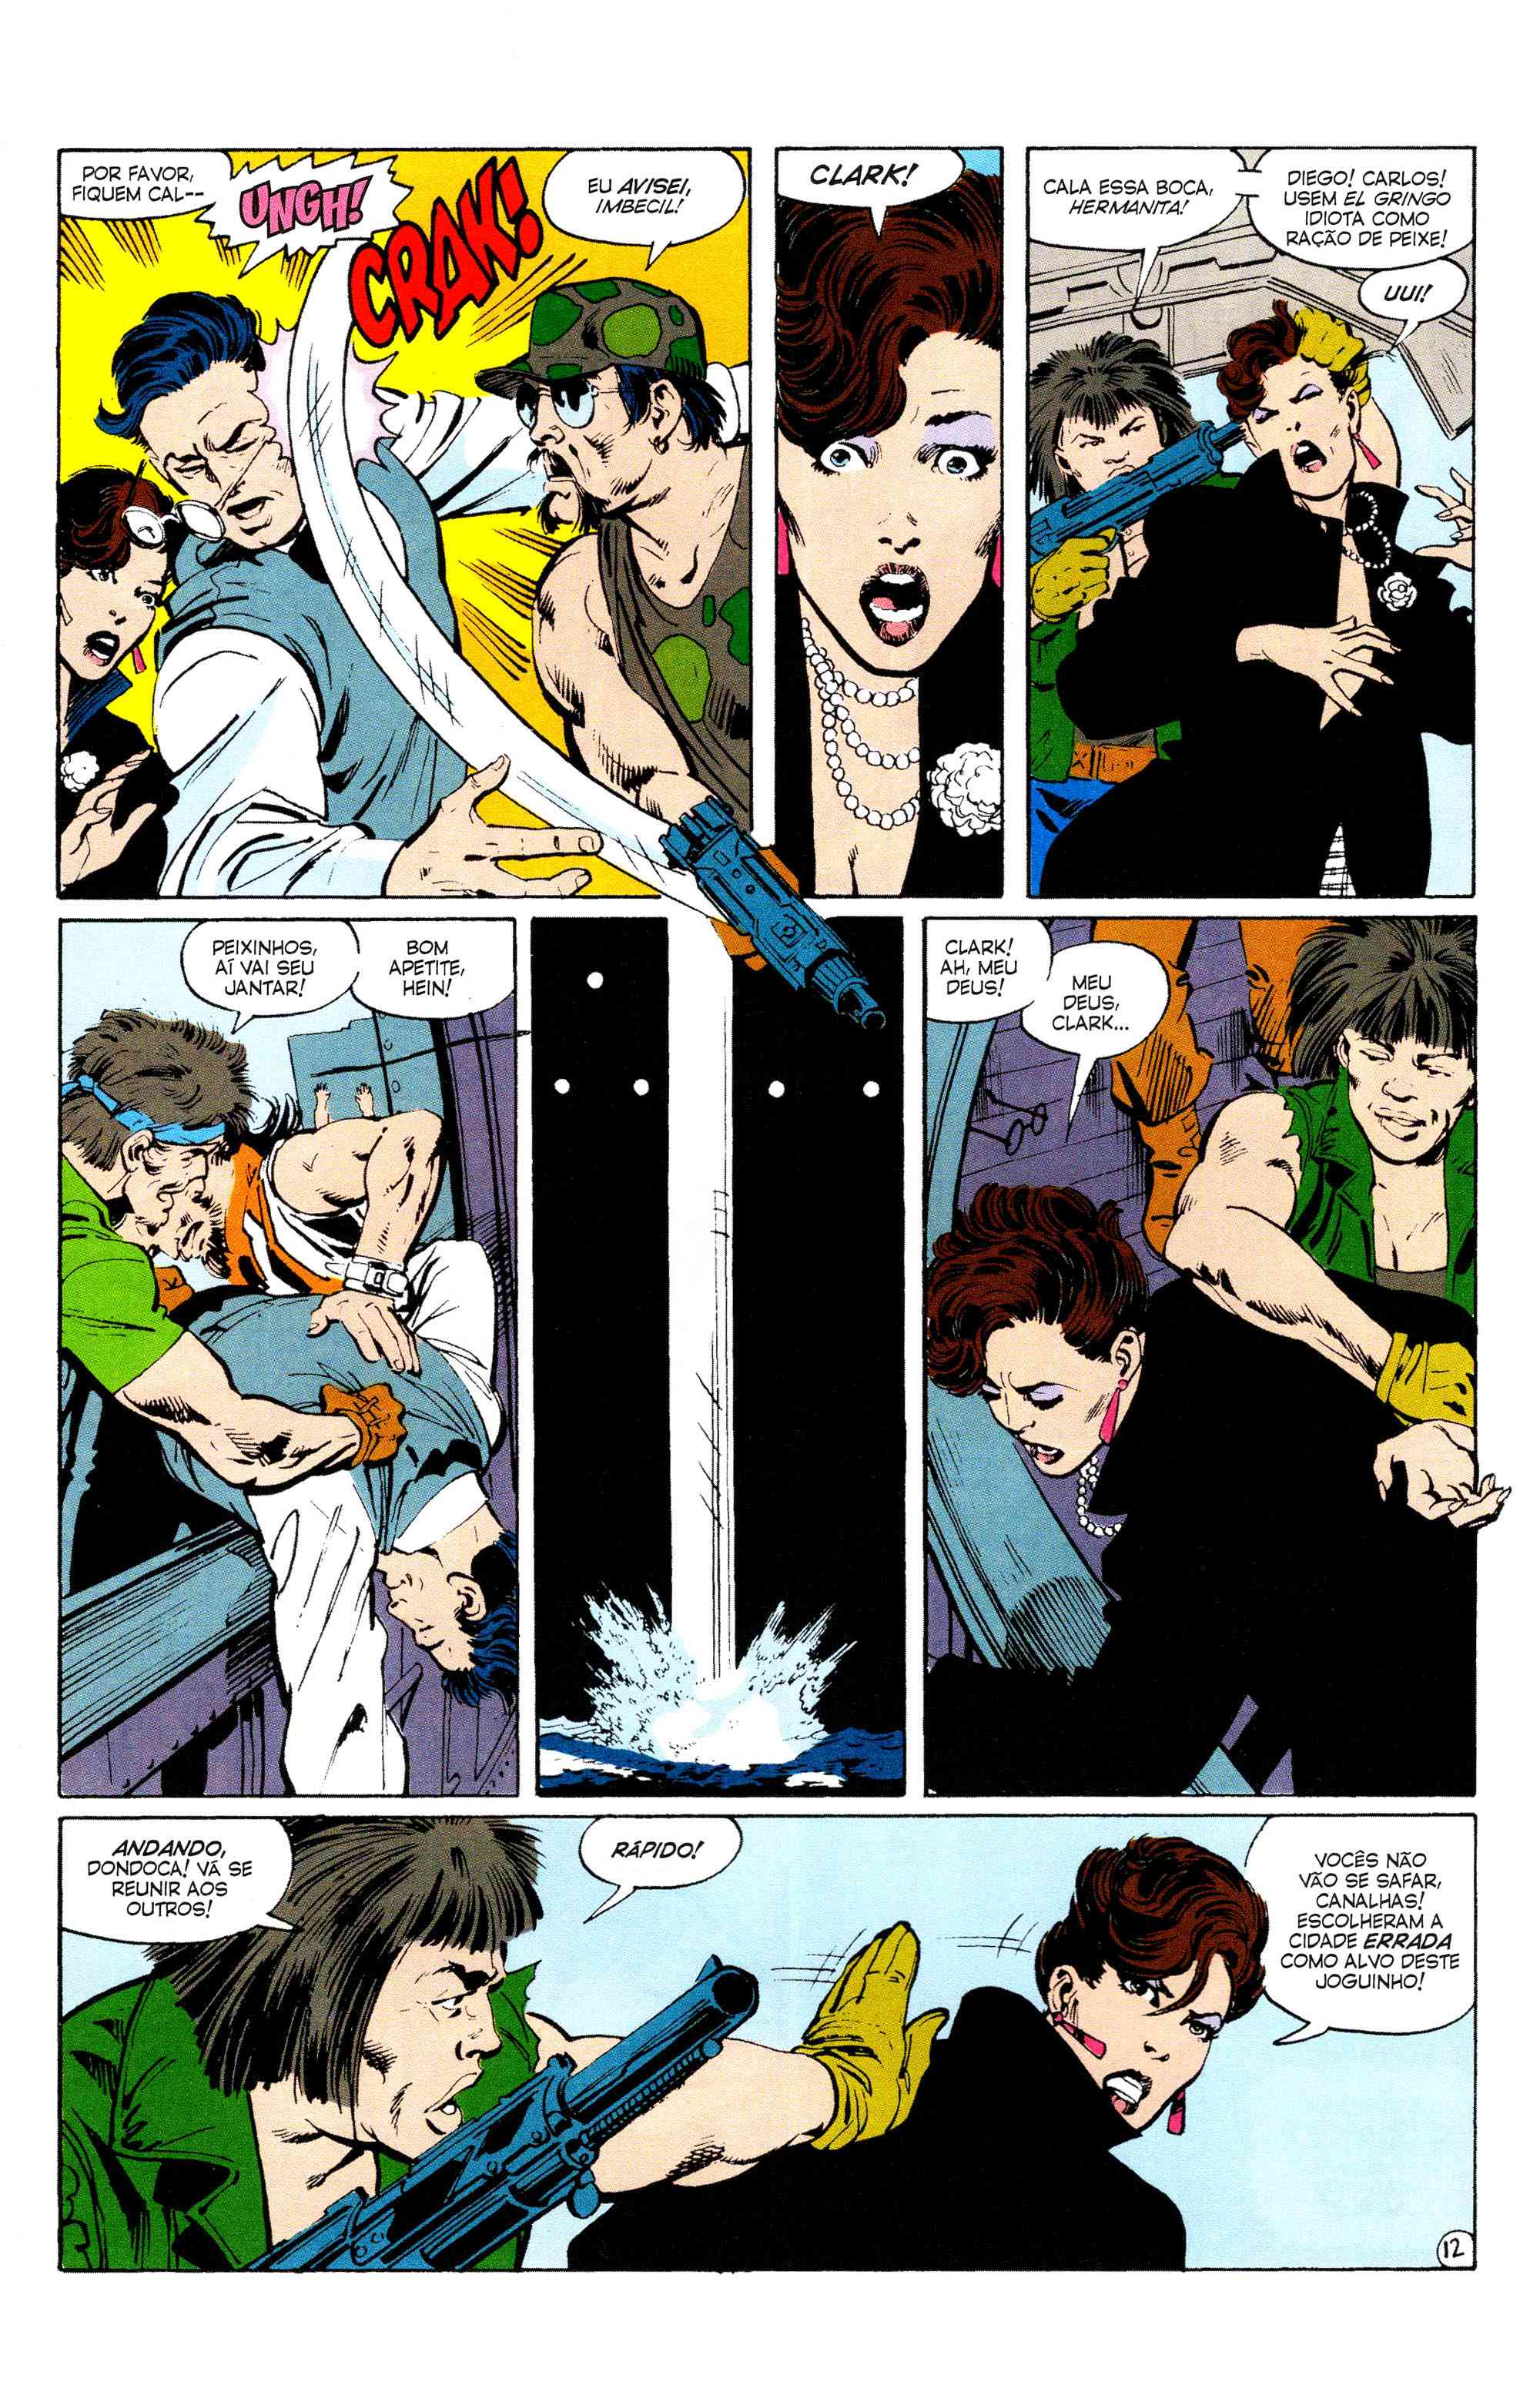 POR FAVOR,
FIQUEM CAL--
UNGH!
CRAK!
EU AVISEI,
IMBECIL!
CLARK!
CALA ESSA BOCA,
HERMANITA!
DIEGO! CARLOS!
USEM EL GRINGO
IDIOTA COMO
RAÇÃO DE PEIXE!
UUI!
PEIXINHOS,
AÍ VAI SEU
JANTAR!
BOM
APETITE,
HEIN!
CLARK!
AH, MEU
DEUS!
MEU
DEUS,
CLARK...
ANDANDO,
DONDOCA! VÁ SE
REUNIR AOS
OUTROS!
RÁPIDO!
VOCÊS NÃO
VÃO SE SAFAR,
CANALHAS!
ESCOLHERAM A
CIDADE ERRADA
COMO ALVO DESTE
JOGUINHO!
12